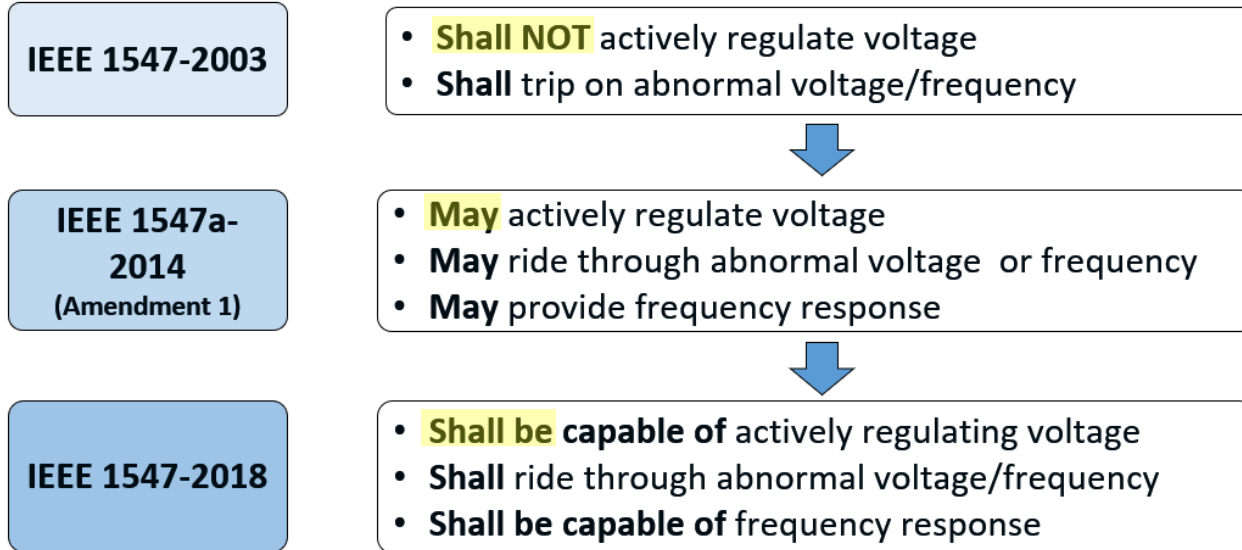 IEEE 1547-2003
• Shall NOT actively regulate voltage
• Shall trip on abnormal voltage/frequency
IEEE 1547a-
2014
(Amendment 1)
• May actively regulate voltage
• May ride through abnormal voltage or frequency
• May provide frequency response
IEEE 1547-2018
• Shall be capable of actively regulating voltage
• Shall ride through abnormal voltage/frequency
• Shall be capable of frequency response